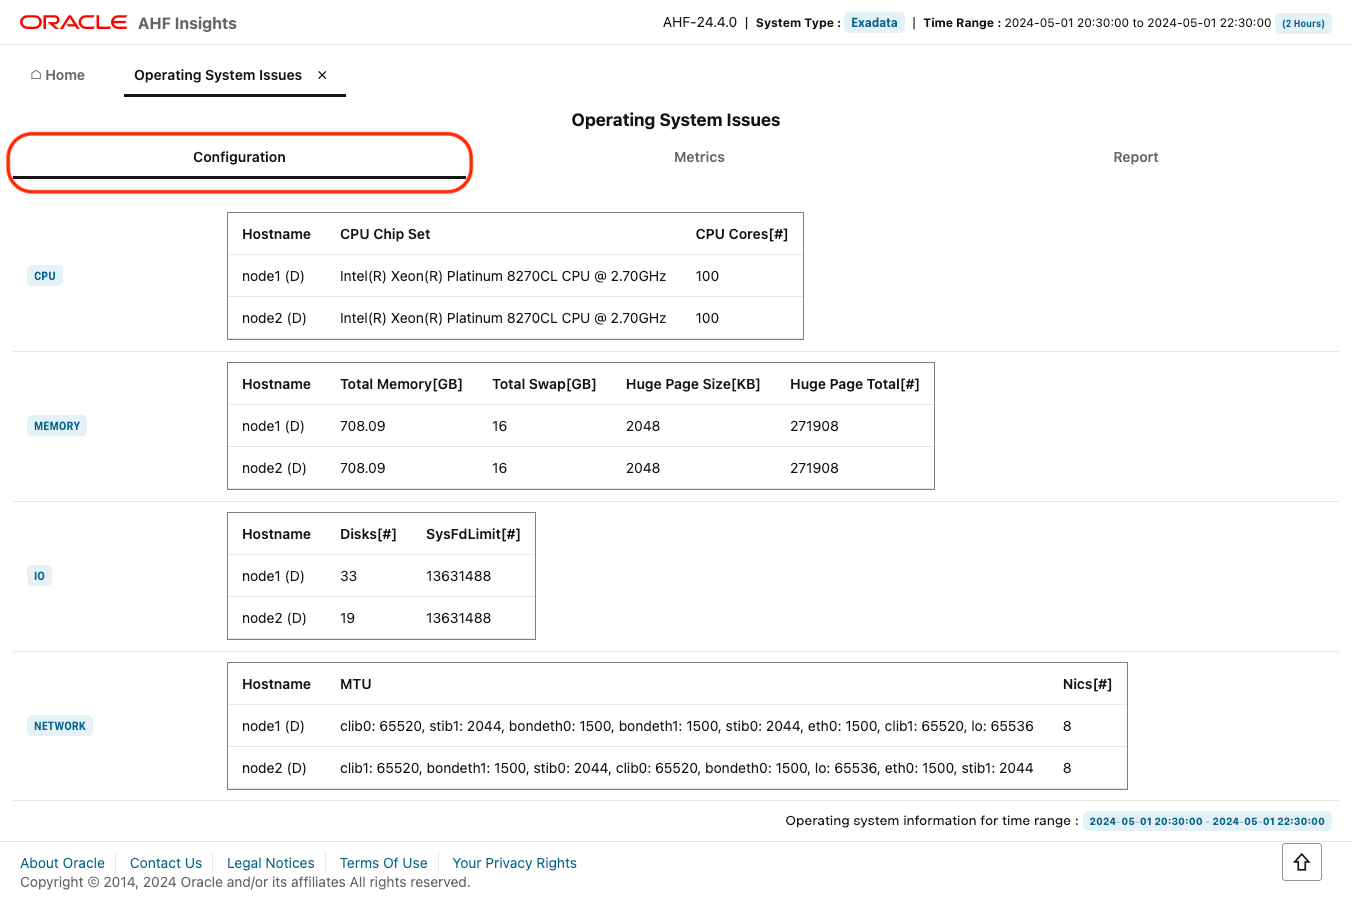 ORACLE AHF Insights AHF-24.4.0 | System Type : Exadata | Time Range : 2024-05-01 20:30:00 to 2024-05-01 22:30:00 (2 Hours)
Home Operating System Issues ×
Operating System Issues
Configuration Metrics Report
CPU
Hostname CPU Chip Set CPU Cores[#]
node1 (D) Intel(R) Xeon(R) Platinum 8270CL CPU @ 2.70GHz 100
node2 (D) Intel(R) Xeon(R) Platinum 8270CL CPU @ 2.70GHz 100
MEMORY
Hostname Total Memory[GB] Total Swap[GB] Huge Page Size[KB] Huge Page Total[#]
node1 (D) 708.09 16 2048 271908
node2 (D) 708.09 16 2048 271908
IO
Hostname Disks[#] SysFdLimit[#]
node1 (D) 33 13631488
node2 (D) 19 13631488
NETWORK
Hostname MTU Nics[#]
node1 (D) clib0: 65520, stib1: 2044, bondeth0: 1500, bondeth1: 1500, stib0: 2044, eth0: 1500, clib1: 65520, lo: 65536 8
node2 (D) clib1: 65520, bondeth1: 1500, stib0: 2044, clib0: 65520, bondeth0: 1500, lo: 65536, eth0: 1500, stib1: 2044 8
Operating system information for time range : 2024-05-01 20:30:00 - 2024-05-01 22:30:00
About Oracle Contact Us Legal Notices Terms Of Use Your Privacy Rights
Copyright © 2014, 2024 Oracle and/or its affiliates All rights reserved.